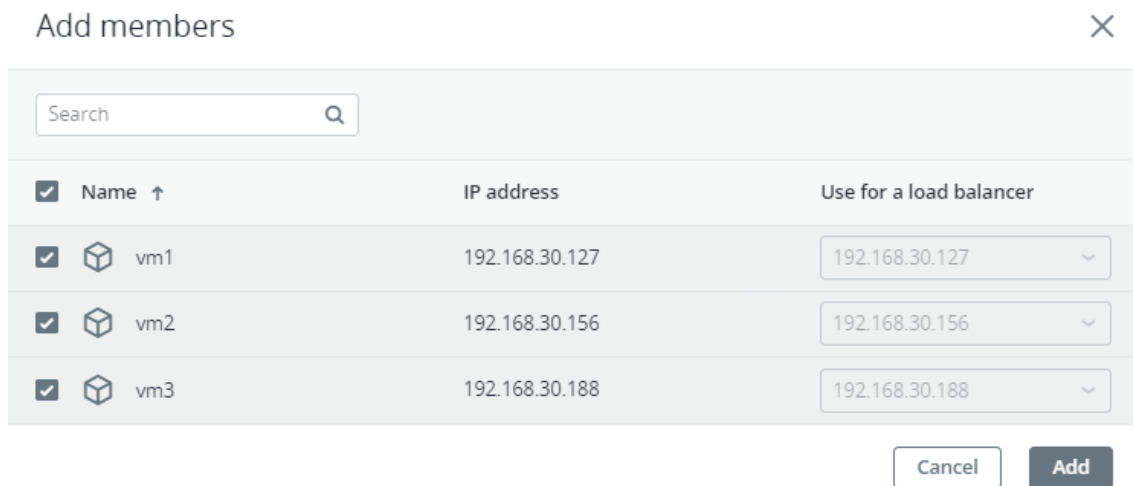 Add members
Search
Name IP address Use for a load balancer
vm1 192.168.30.127 192.168.30.127
vm2 192.168.30.156 192.168.30.156
vm3 192.168.30.188 192.168.30.188
Cancel Add